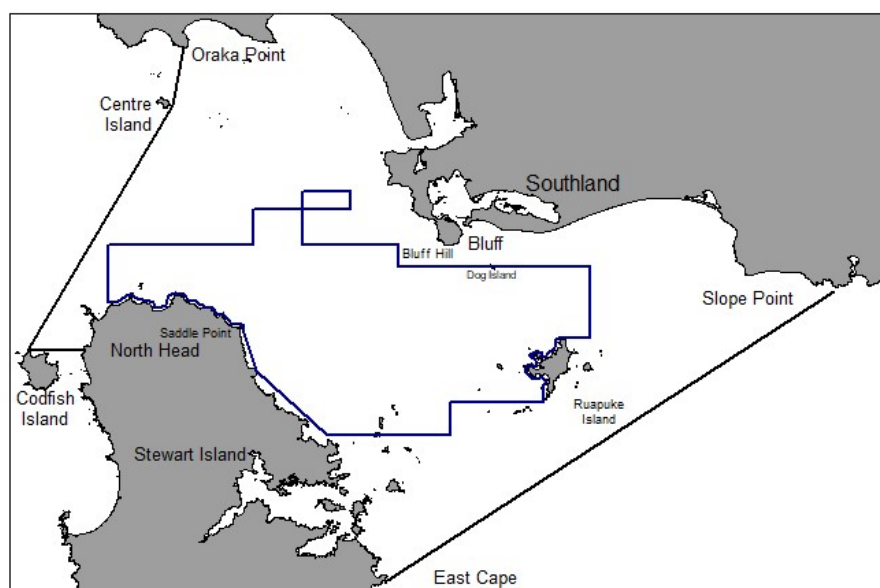 Oraka Point
Centre
Island
Southland
Bluff
Bluff Hill
Dog Island
Slope Point
Saddle Point
North Head
Codfish
Island
Ruapuke
Island
Stewart Island
East Cape